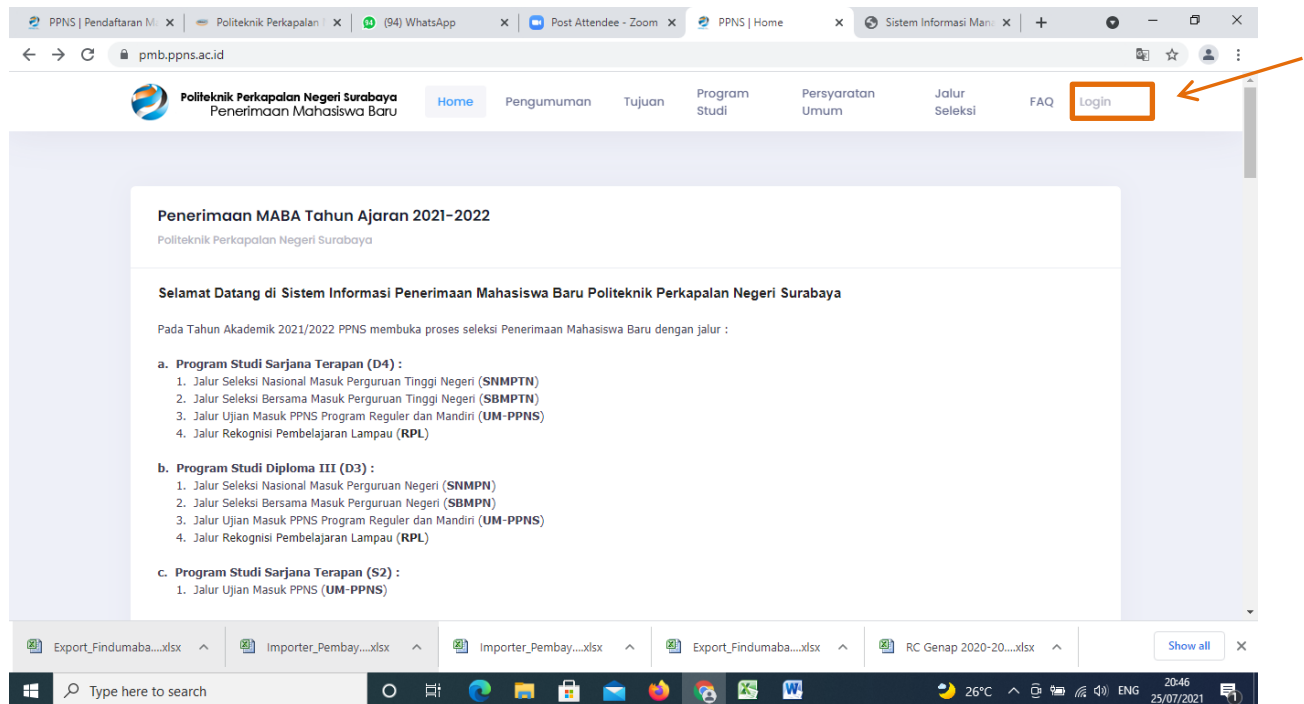 PPNS | Pendaftaran M
Politeknik Perkapalan
(94) WhatsApp
Post Attendee - Zoom
PPNS | Home
Sistem Informasi Mana
pmb.ppns.ac.id
Politeknik Perkapalan Negeri Surabaya
Penerimaan Mahasiswa Baru
Home
Pengumuman
Tujuan
Program
Studi
Persyaratan
Umum
Jalur
Seleksi
FAQ
Login
Penerimaan MABA Tahun Ajaran 2021-2022
Politeknik Perkapalan Negeri Surabaya
Selamat Datang di Sistem Informasi Penerimaan Mahasiswa Baru Politeknik Perkapalan Negeri Surabaya
Pada Tahun Akademik 2021/2022 PPNS membuka proses seleksi Penerimaan Mahasiswa Baru dengan jalur :
a. Program Studi Sarjana Terapan (D4) :
1. Jalur Seleksi Nasional Masuk Perguruan Tinggi Negeri (SNMPTN)
2. Jalur Seleksi Bersama Masuk Perguruan Tinggi Negeri (SBMPTN)
3. Jalur Ujian Masuk PPNS Program Reguler dan Mandiri (UM-PPNS)
4. Jalur Rekognisi Pembelajaran Lampau (RPL)
b. Program Studi Diploma III (D3) :
1. Jalur Seleksi Nasional Masuk Perguruan Negeri (SNMPN)
2. Jalur Seleksi Bersama Masuk Perguruan Negeri (SBMPN)
3. Jalur Ujian Masuk PPNS Program Reguler dan Mandiri (UM-PPNS)
4. Jalur Rekognisi Pembelajaran Lampau (RPL)
c. Program Studi Sarjana Terapan (S2) :
1. Jalur Ujian Masuk PPNS (UM-PPNS)
Export_Findumaba....xlsx
Importer_Pembay....xlsx
Importer_Pembay....xlsx
Export_Findumaba....xlsx
RC Genap 2020-20....xlsx
Show all
Type here to search
26°C
ENG
20:46
25/07/2021